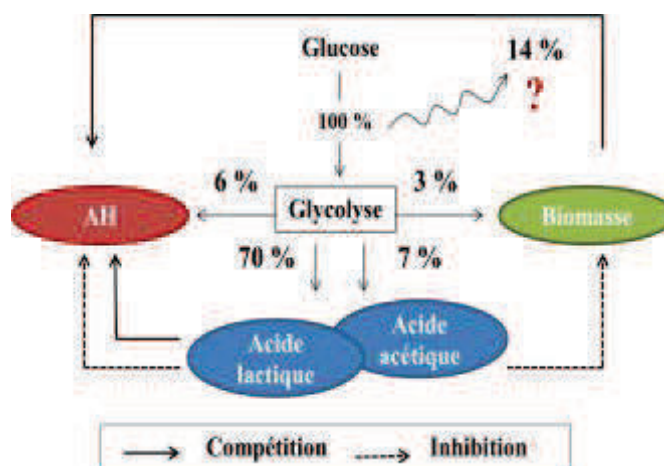 Glucose
14 %
?
100 %
6 %
3 %
AH
Glycolyse
Biomasse
70 %
7 %
Acide
acétique
Acide
lactique
Compétition
Inhibition